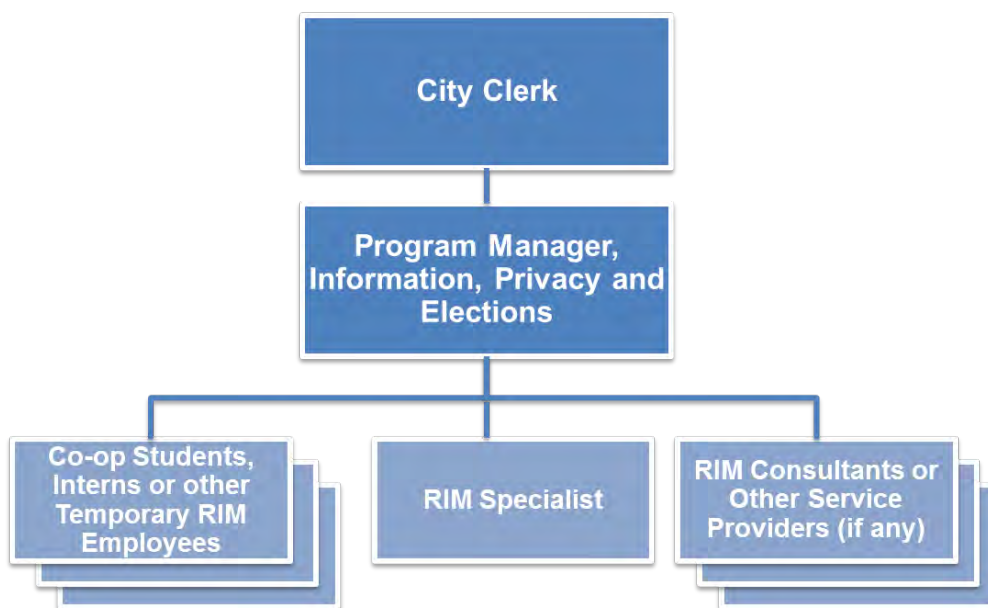 City Clerk
Program Manager,
Information, Privacy and
Elections
Co-op Students,
Interns or other
Temporary RIM
Employees
RIM Specialist
RIM Consultants or
Other Service
Providers (if any)